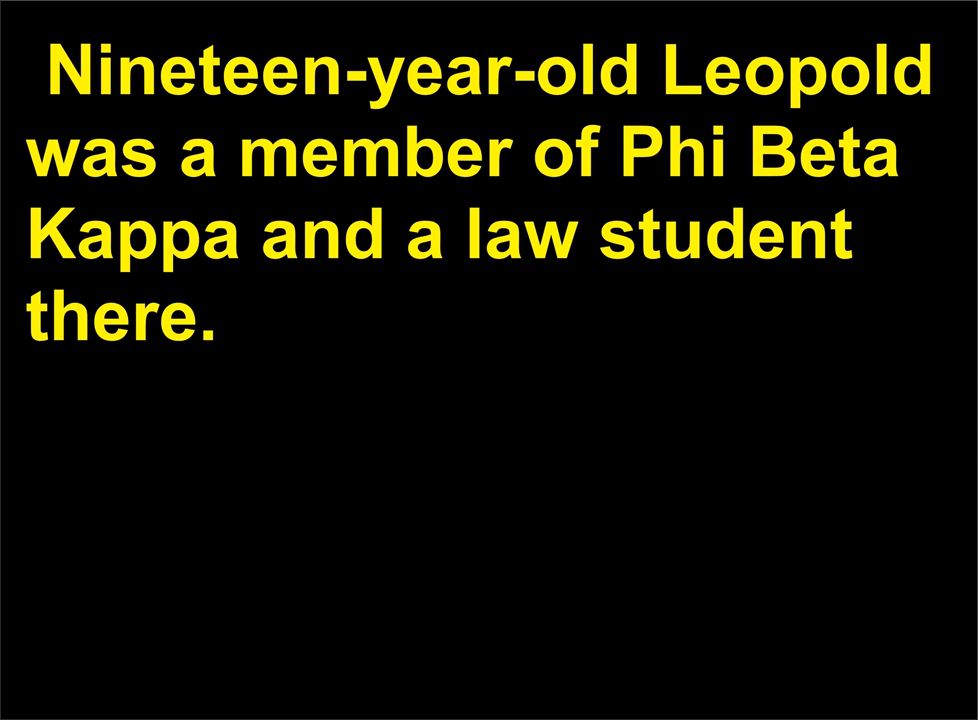 Nineteen-year-old Leopold
was a member of Phi Beta
Kappa and a law student
there.